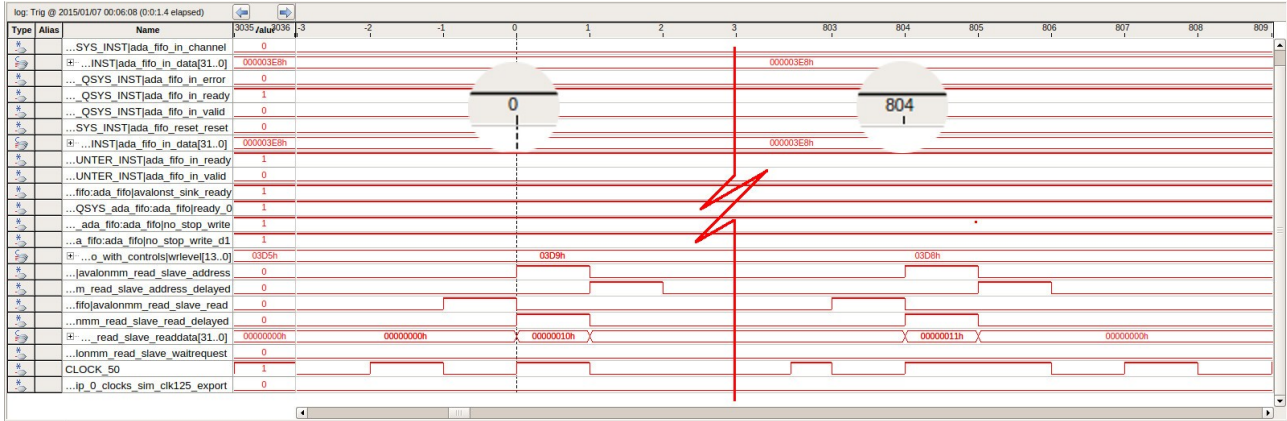 log: Trig @ 2015/01/07 00:06:08 (0:0:1.4 elapsed)
Type Alias Name 3035 3036 -3 -2 -1 0 1 2 3 803 804 805 806 807 808 809
...SYS_INST|ada_fifo_in_channel 0
...INST|ada_fifo_in_data[31..0] 000003E8h 000003E8h
..._QSYS_INST|ada_fifo_in_error 0
..._QSYS_INST|ada_fifo_in_ready 1
..._QSYS_INST|ada_fifo_in_valid 0
0 804
...SYS_INST|ada_fifo_reset_reset 0
...INST|ada_fifo_in_data[31..0] 000003E8h 000003E8h
...UNTER_INST|ada_fifo_in_ready 1
...UNTER_INST|ada_fifo_in_valid 0
...fifo:ada_fifo|avalonst_sink_ready 1
...QSYS_ada_fifo:ada_fifo|ready_0 1
..._ada_fifo:ada_fifo|no_stop_write 1
...a_fifo:ada_fifo|no_stop_write_d1 1
...o_with_controls|wrlevel[13..0] 03D5h 03D9h 03D8h
...|avalonmm_read_slave_address 0
...m_read_slave_address_delayed 0
...fifo|avalonmm_read_slave_read 0
...nmm_read_slave_read_delayed 0
..._read_slave_readdata[31..0] 00000000h 00000000h 00000010h 00000011h 00000000h
...lonmm_read_slave_waitrequest 0
CLOCK_50 1
...ip_0_clocks_sim_clk125_export 0